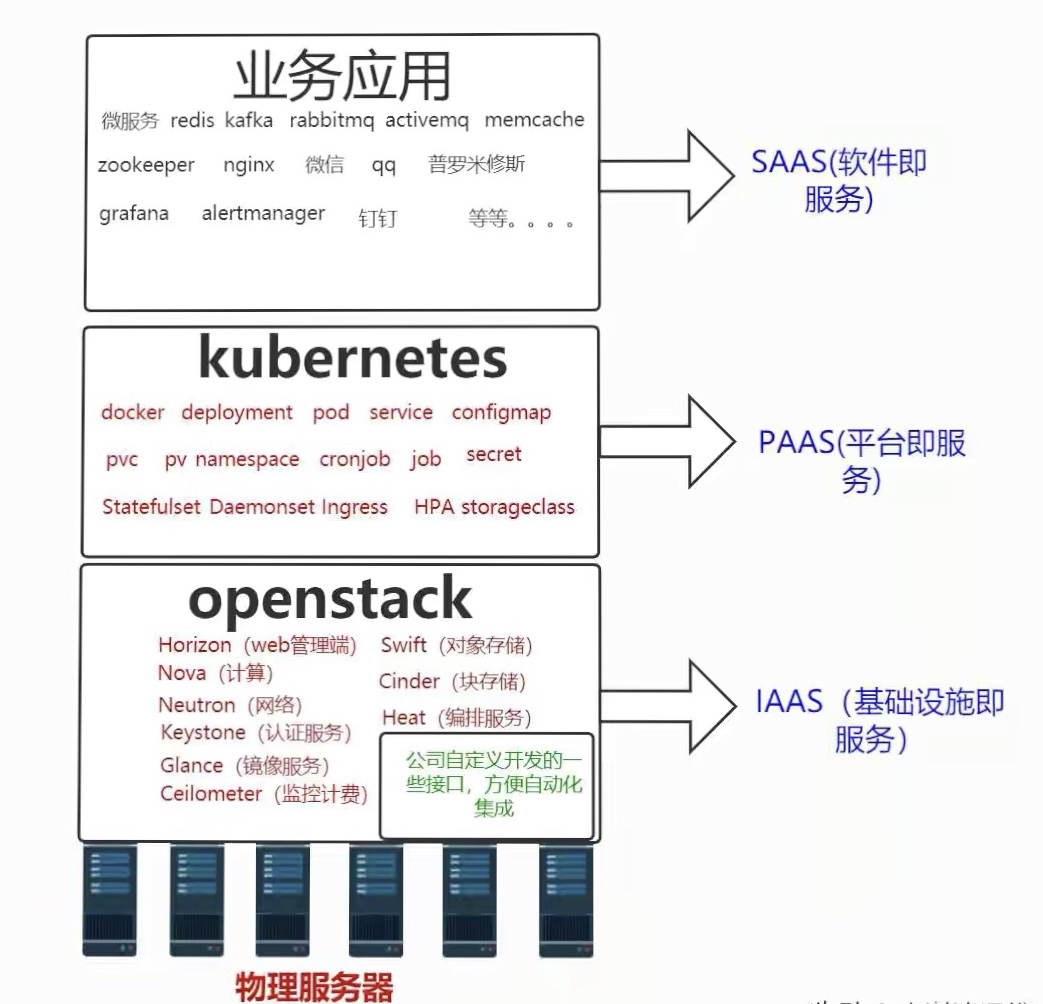 业务应用
微服务 redis kafka rabbitmq activemq memcache
zookeeper nginx 微信 qq 普罗米修斯
grafana alertmanager 钉钉 等等。。。。
SAAS(软件即
服务)
kubernetes
docker deployment pod service configmap
pvc pv namespace cronjob job secret
Statefulset Daemonset Ingress HPA storageclass
PAAS(平台即服
务)
openstack
Horizon（web管理端）
Nova（计算）
Neutron（网络）
Keystone（认证服务）
Glance（镜像服务）
Ceilometer（监控计费）
Swift（对象存储）
Cinder（块存储）
Heat（编排服务）
公司自定义开发的一
些接口，方便自动化
集成
IAAS（基础设施即
服务）
物理服务器